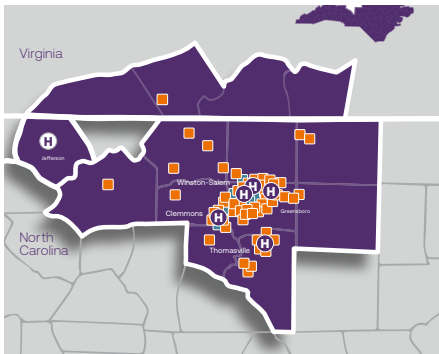 Virginia
H
Jefferson
Winston-Salem
H
H
H
Clemmons
H
Greensboro
North
Carolina
Thomasville
H